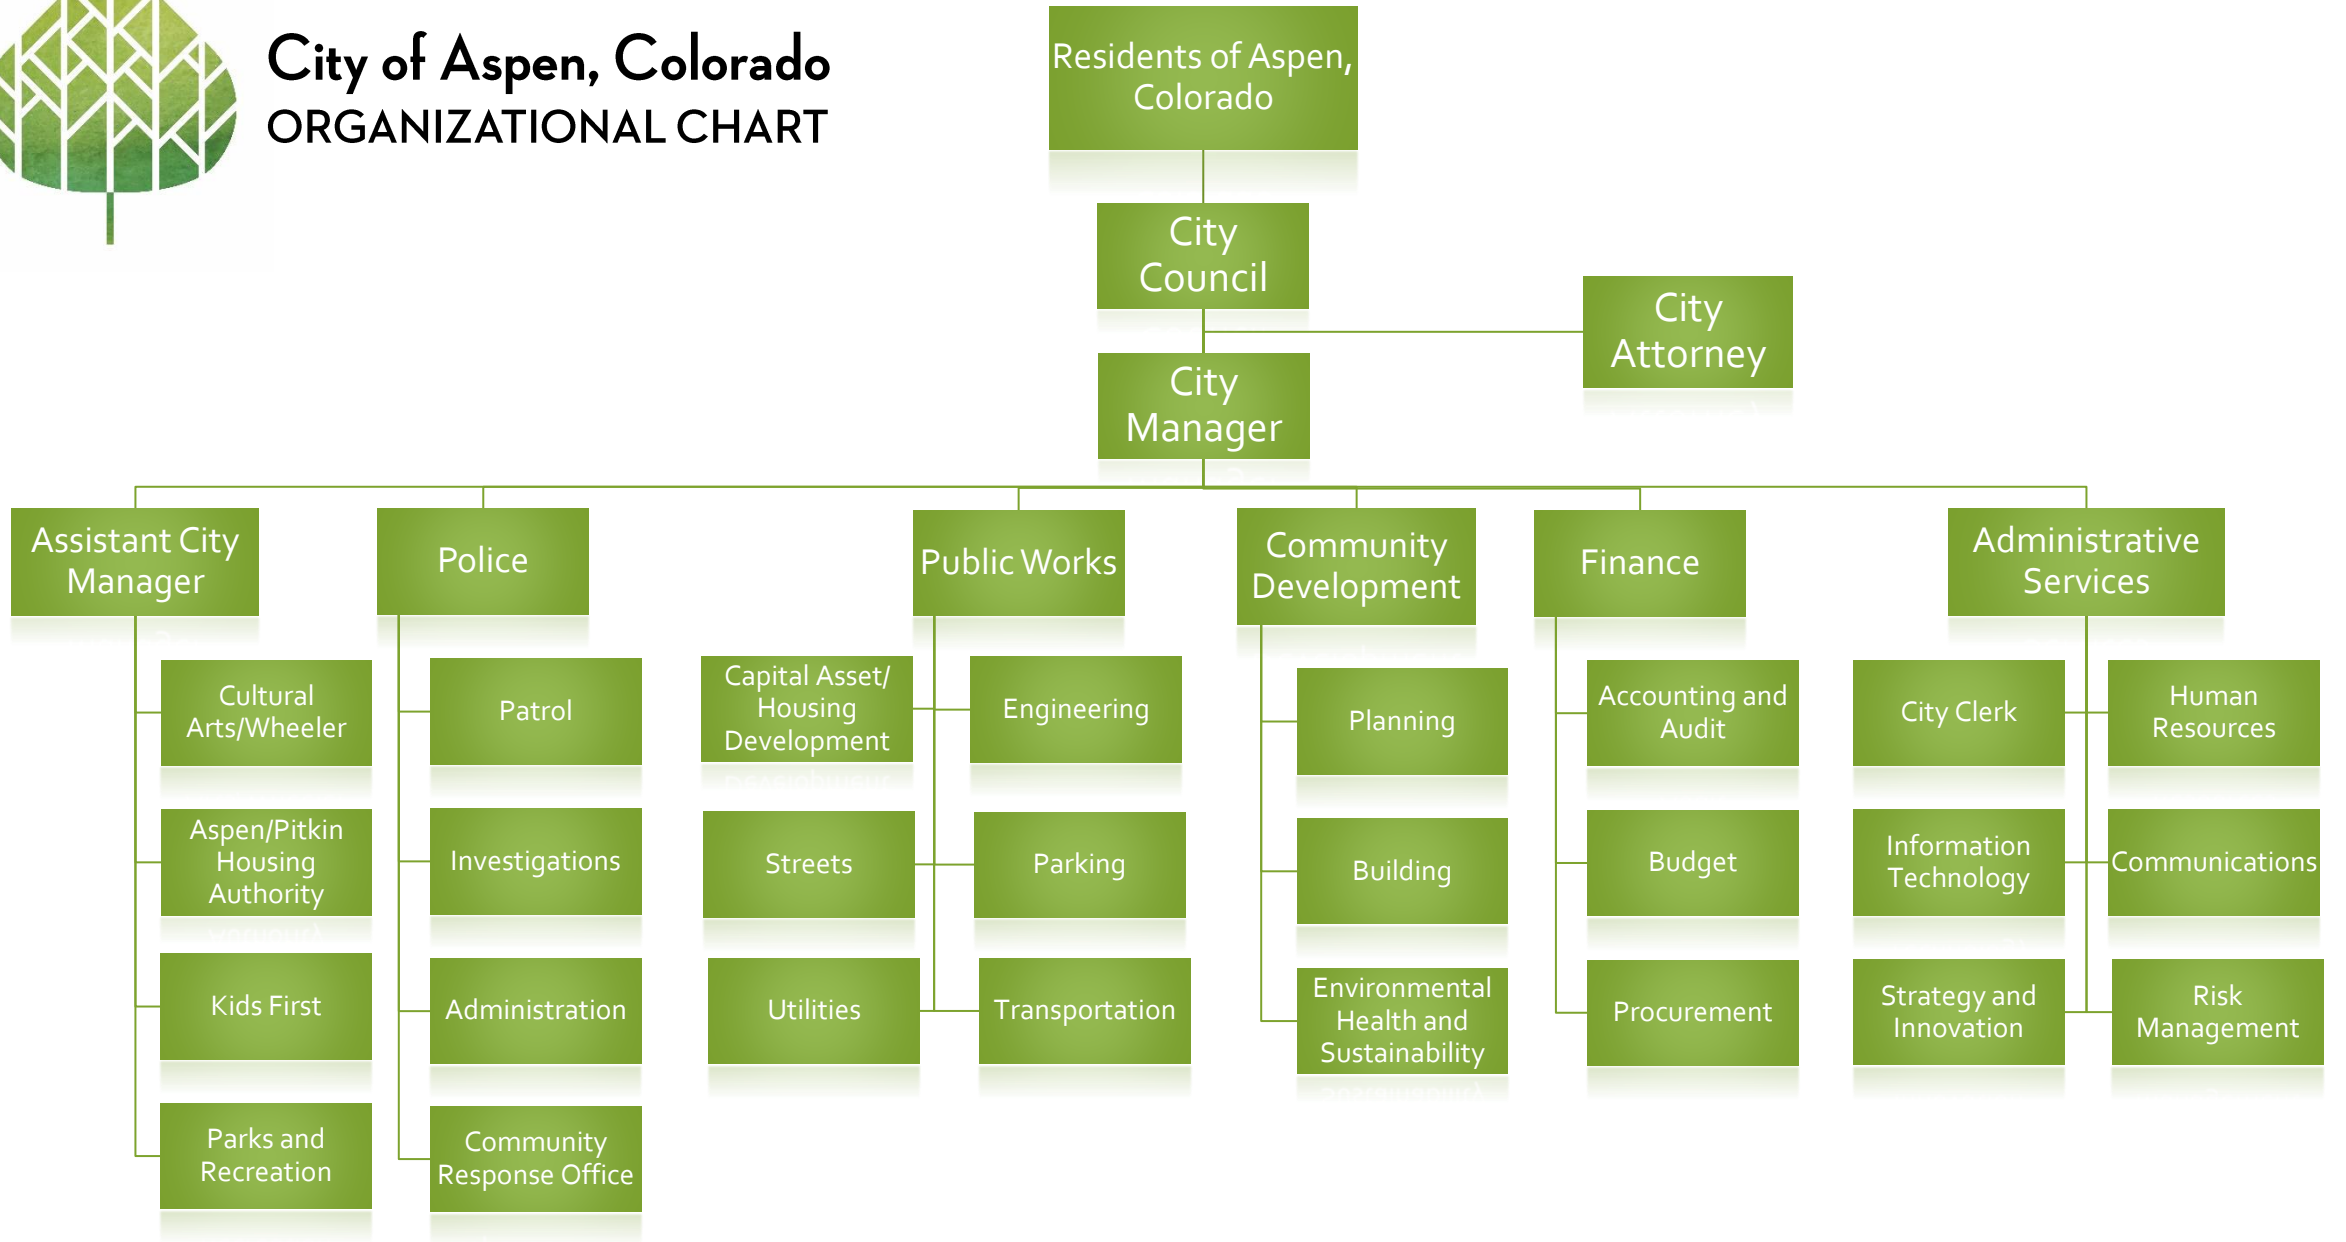 City of Aspen, Colorado
ORGANIZATIONAL CHART
Residents of Aspen,
Colorado
City
Council
City
Attorney
City
Manager
Assistant City
Manager
Police
Public Works
Community
Development
Finance
Administrative
Services
Cultural
Arts/Wheeler
Aspen/Pitkin
Housing
Authority
Kids First
Parks and
Recreation
Patrol
Investigations
Administration
Community
Response Office
Capital Asset/
Housing
Development
Engineering
Streets
Parking
Utilities
Transportation
Planning
Building
Environmental
Health and
Sustainability
Accounting and
Audit
Budget
Procurement
City Clerk
Human
Resources
Information
Technology
Communications
Strategy and
Innovation
Risk
Management